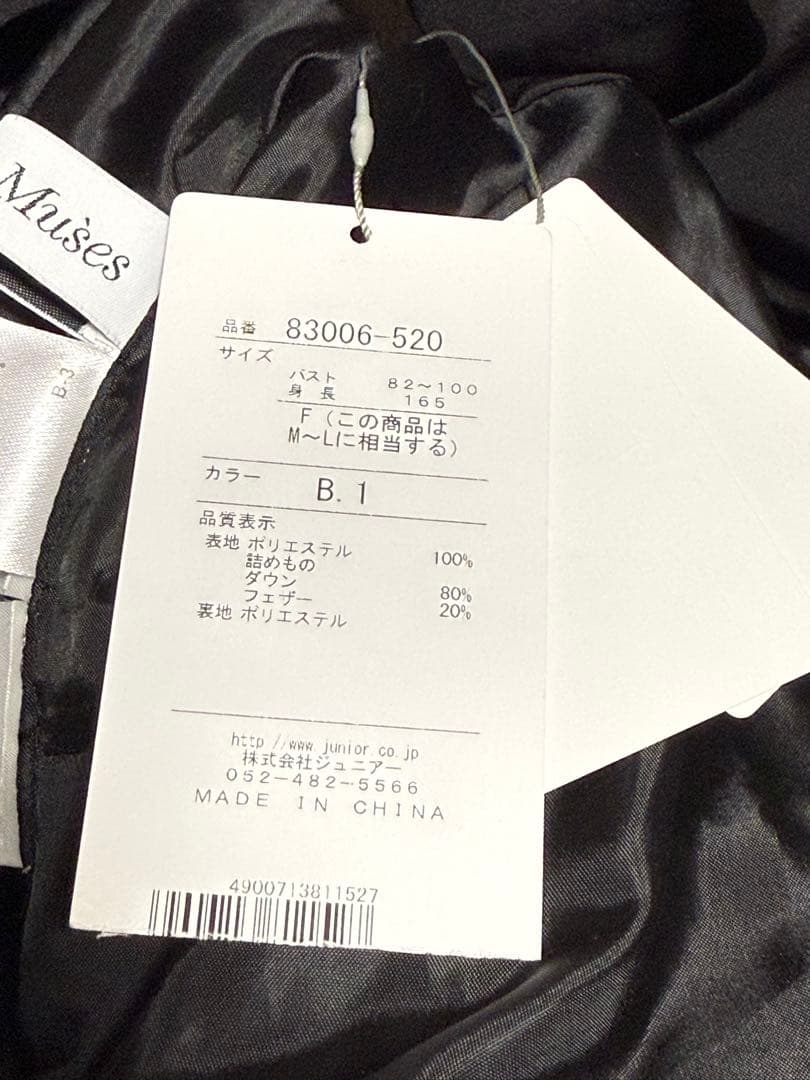 Muses
B-3
品番 83006-520
サイズ
バスト 82～100
身長 165
F (この商品は
M～Lに相当する)
カラー B. 1
品質表示
表地 ポリエステル 100%
詰めもの
ダウン 80%
フェザー 20%
裏地 ポリエステル
http //www.junior.co.jp
株式会社ジュニアー
052-482-5566
MADE IN CHINA
4900713811527